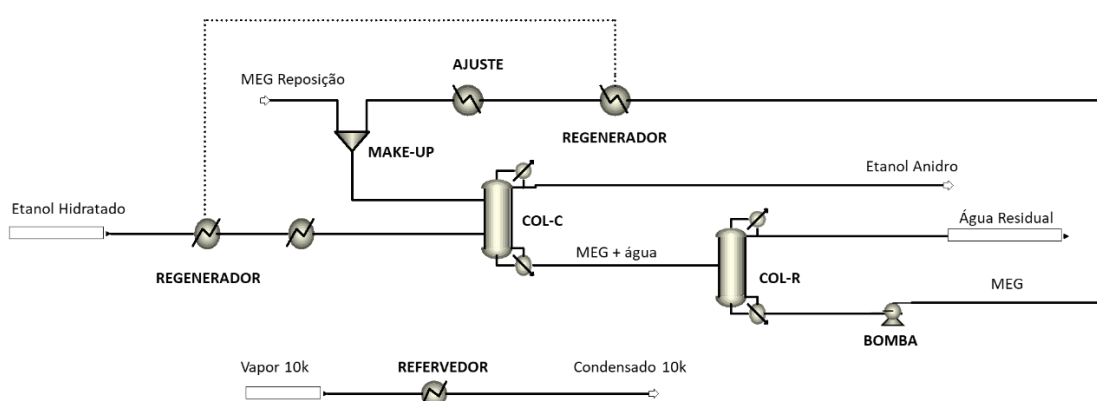 AJUSTE
MEG Reposição
REGENERADOR
MAKE-UP
Etanol Anidro
Etanol Hidratado
COL-C
Água Residual
MEG + água
REGENERADOR
COL-R
MEG
BOMBA
Vapor 10k
REFERVEDOR
Condensado 10k